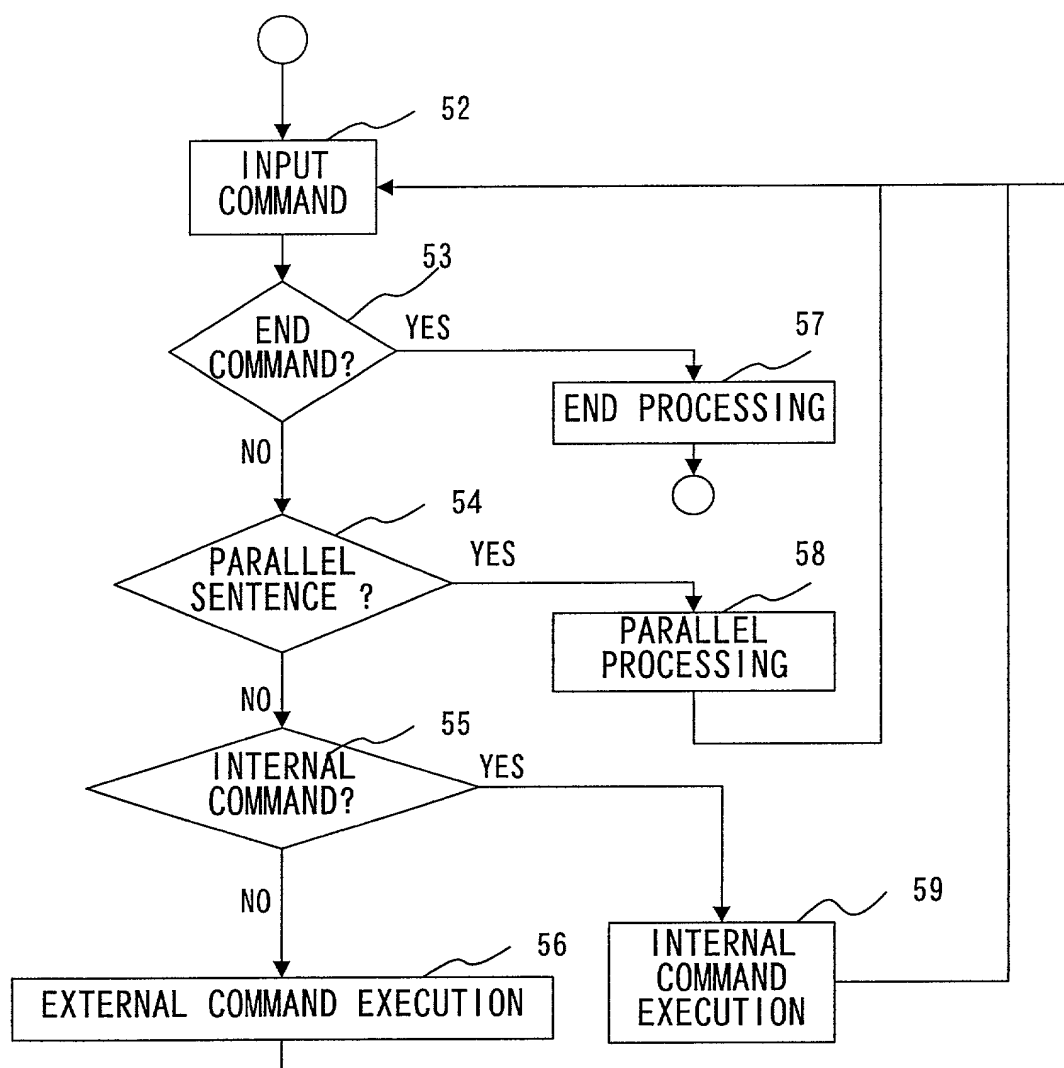 52
INPUT
COMMAND
53
END
COMMAND?
YES
57
END PROCESSING
NO
54
PARALLEL
SENTENCE ?
YES
58
PARALLEL
PROCESSING
NO
55
INTERNAL
COMMAND?
YES
59
INTERNAL
COMMAND
EXECUTION
NO
56
EXTERNAL COMMAND EXECUTION